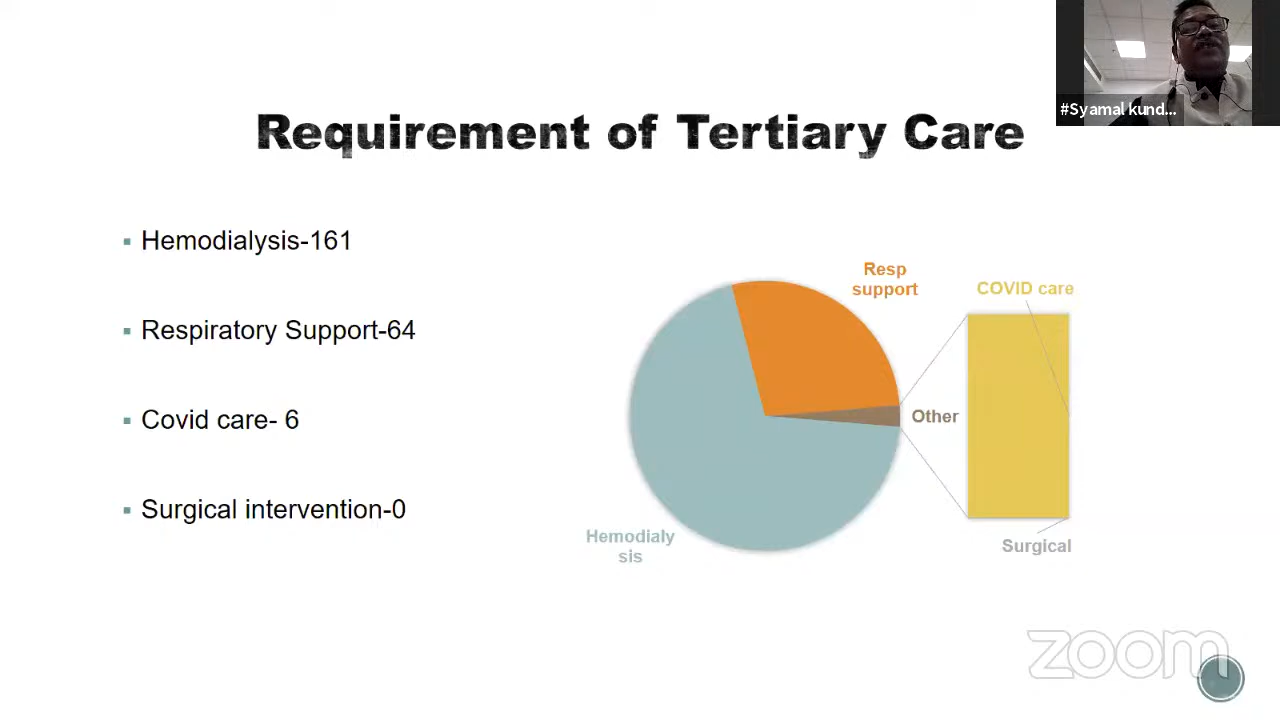 #Syamal kund...
Requirement of Tertiary Care
Hemodialysis-161
Respiratory Support-64
Covid care- 6
Surgical intervention-0
Resp
support
COVID care
Other
Hemodialy
sis
Surgical
zoom